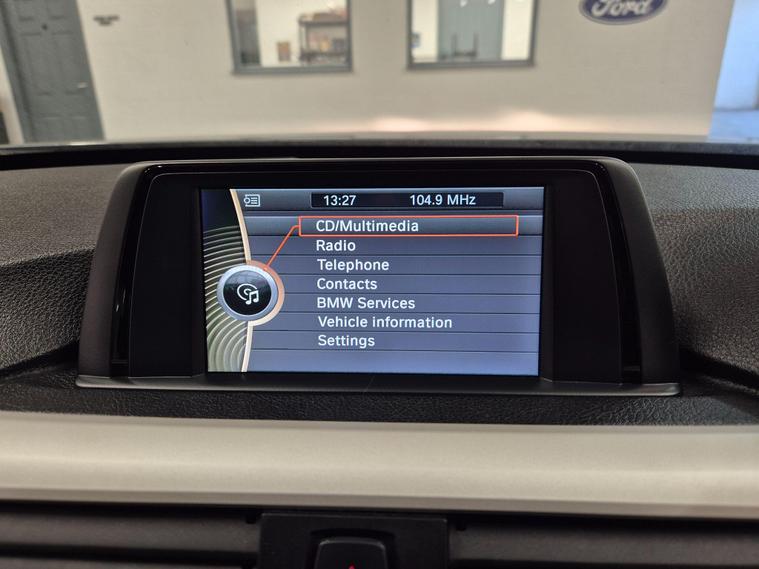 Ford
13:27 104.9 MHz
CD/Multimedia
Radio
Telephone
Contacts
BMW Services
Vehicle information
Settings